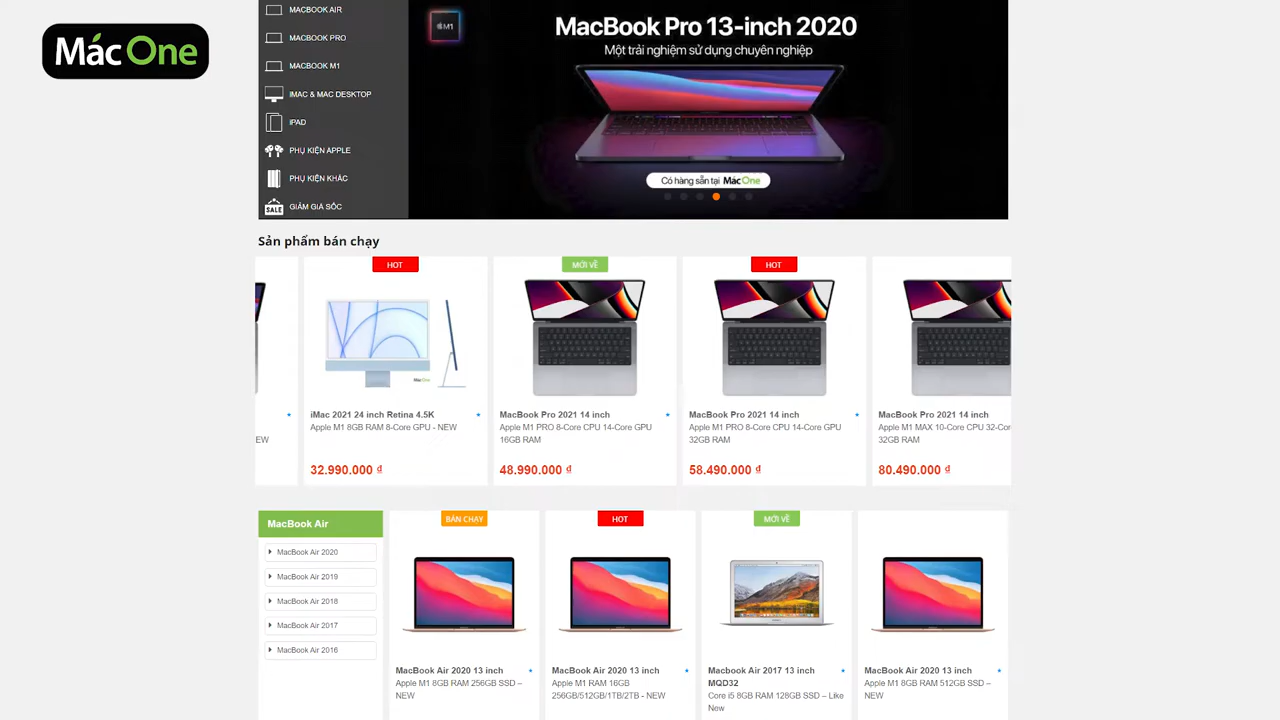 Mác One
MACBOOK AIR
MACBOOK PRO
MACBOOK M1
IMAC & MAC DESKTOP
IPAD
PHỤ KIỆN APPLE
PHỤ KIỆN KHÁC
SALE
GIẢM GIÁ SỐC
M1
MacBook Pro 13-inch 2020
Một trải nghiệm sử dụng chuyên nghiệp
Có hàng sẵn tại MácOne
Sản phẩm bán chạy
EW
HOT
iMac 2021 24 inch Retina 4.5K
Apple M1 8GB RAM 8-Core GPU - NEW
32.990.000 ₫
MỚI VỀ
MacBook Pro 2021 14 inch
Apple M1 PRO 8-Core CPU 14-Core GPU
16GB RAM
48.990.000 ₫
HOT
MacBook Pro 2021 14 inch
Apple M1 PRO 8-Core CPU 14-Core GPU
32GB RAM
58.490.000 ₫
MacBook Pro 2021 14 inch
Apple M1 MAX 10-Core CPU 32-Cor
32GB RAM
80.490.000 ₫
MacBook Air
MacBook Air 2020
MacBook Air 2019
MacBook Air 2018
MacBook Air 2017
MacBook Air 2016
BÁN CHẠY
MacBook Air 2020 13 inch
Apple M1 8GB RAM 256GB SSD –
NEW
HOT
MacBook Air 2020 13 inch
Apple M1 RAM 16GB
256GB/512GB/1TB/2TB - NEW
MỚI VỀ
Macbook Air 2017 13 inch
MQD32
Core i5 8GB RAM 128GB SSD – Like
New
MacBook Air 2020 13 inch
Apple M1 8GB RAM 512GB SSD –
NEW